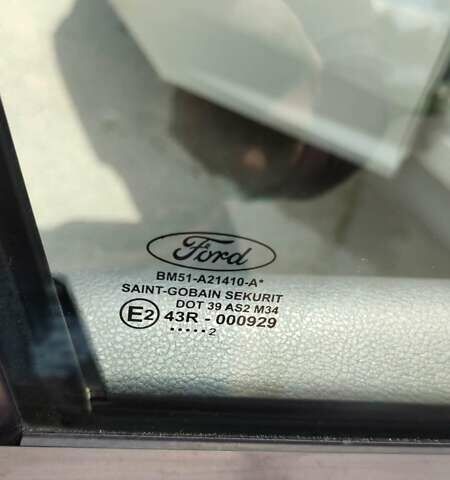 Ford
BM51-A21410-A*
SAINT-GOBAIN SEKURIT
DOT 39 AS2 M34
E2 43R - 000929
.....2